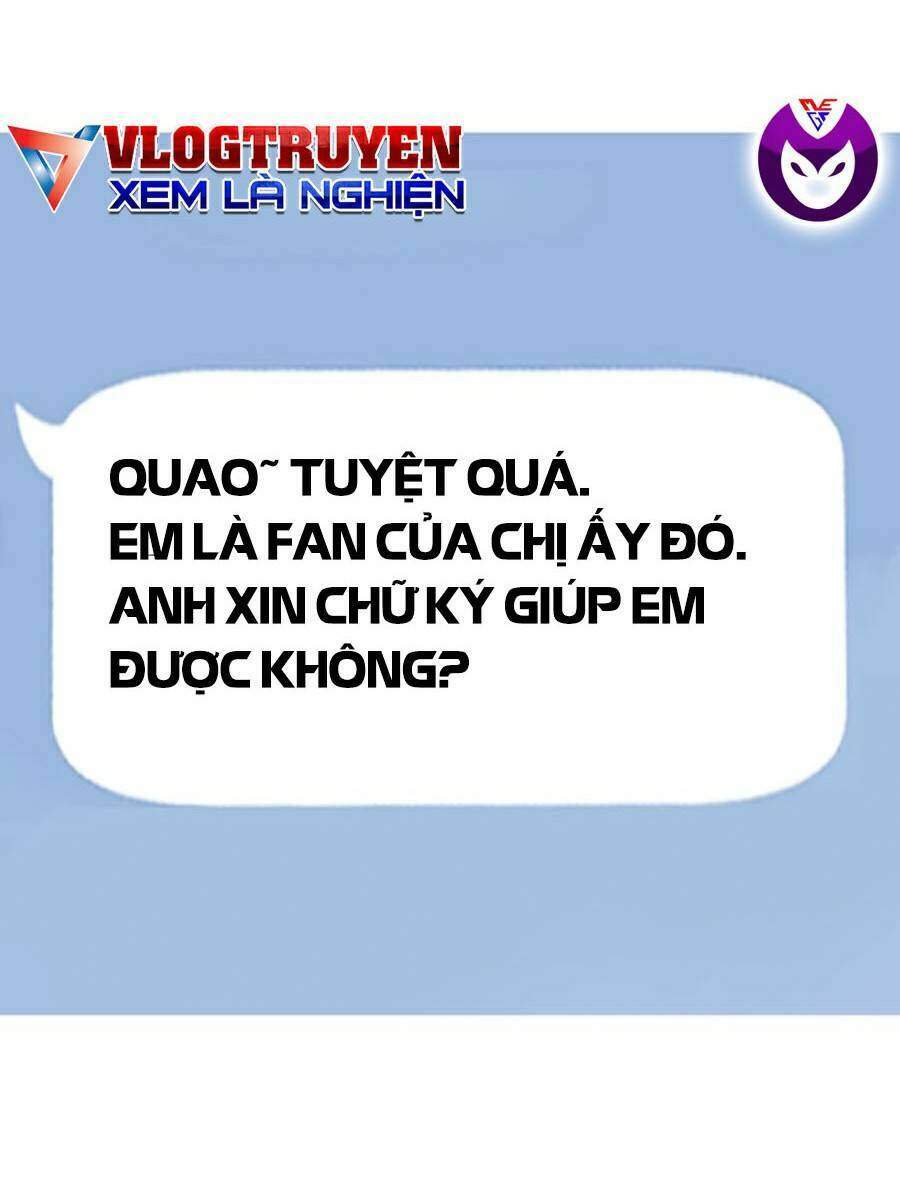 VLOGTRUYEN
XEM LÀ NGHIỆN
QUAO~ TUYỆT QUÁ.
EM LÀ FAN CỦA CHỊ ẤY ĐÓ.
ANH XIN CHỮ KÝ GIÚP EM
ĐƯỢC KHÔNG?